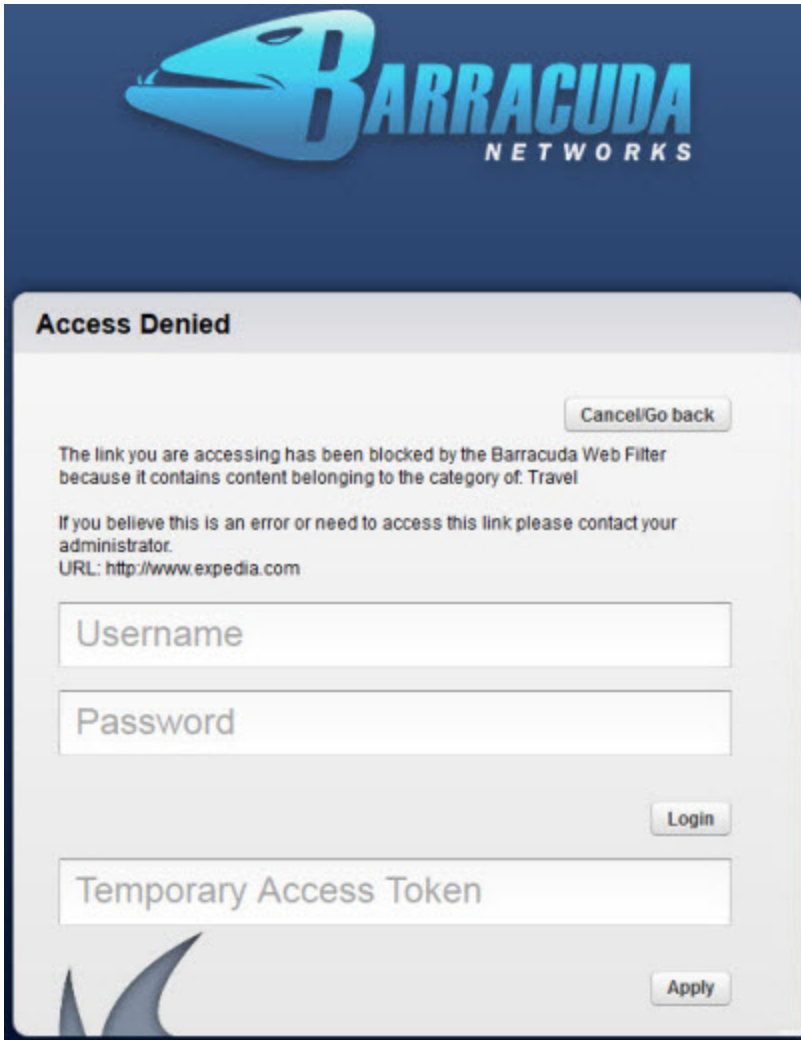 BARRACUDA
NETWORKS
Access Denied
Cancel/Go back
The link you are accessing has been blocked by the Barracuda Web Filter
because it contains content belonging to the category of: Travel
If you believe this is an error or need to access this link please contact your
administrator.
URL: http://www.expedia.com
Username
Password
Login
Temporary Access Token
Apply